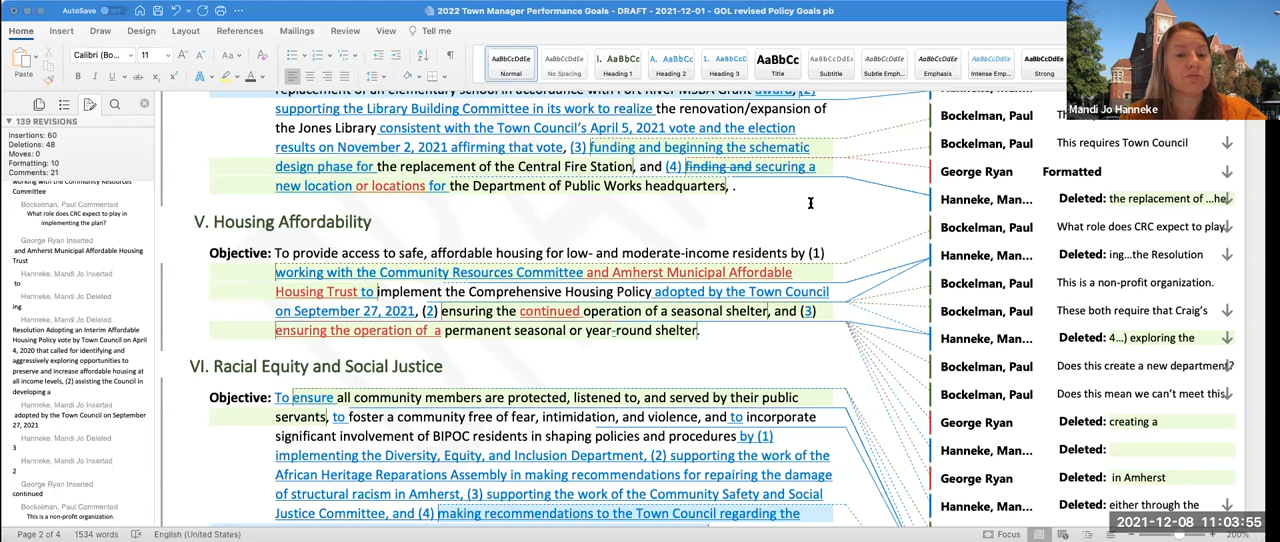 AutoSave OFF
2022 Town Manager Performance Goals - DRAFT - 2021-12-01 - GOL revised Policy Goals pb
Home Insert Draw Design Layout References Mailings Review View Tell me
Paste
Calibri (Bo... 11
AaBbCcDdEe Normal
AaBbCcDdEe No Spacing
I. AaBbCc Heading 1
A. AaBbCc Heading 2
AaBbCcD Heading 3
AaBbCc Title
AaBbCcDdEe Subtitle
AaBbCcDdEe Subtle Emph...
AaBbCcDdEe Emphasis
AaBbCcDdEe Intense Emp...
AaBbCcDdEe Strong
Mandi Jo Hanneke
139 REVISIONS
Insertions: 60
Deletions: 48
Moves: 0
Formatting: 10
Comments: 21
working with the Community Resources
Committee
Bockelman, Paul Commented
What role does CRC expect to play in
implementing the plan?
George Ryan Inserted
and Amherst Municipal Affordable Housing
Trust
Hanneke, Mandi Jo Inserted
to
Hanneke, Mandi Jo Deleted
ing
Hanneke, Mandi Jo Deleted
Resolution Adopting an Interim Affordable
Housing Policy vote by Town Council on April
4, 2020 that called for identifying and
aggressively exploring opportunities to
preserve and increase affordable housing at
all income levels, (2) assisting the Council in
developing a
Hanneke, Mandi Jo Inserted
adopted by the Town Council on September
27, 2021
Hanneke, Mandi Jo Deleted
3
Hanneke, Mandi Jo Inserted
2
George Ryan Inserted
continued
Bockelman, Paul Commented
This is a non-profit organization.
replacement of an elementary school in accordance with Fort River MSBA Grant award, (2)
supporting the Library Building Committee in its work to realize the renovation/expansion of
the Jones Library consistent with the Town Council's April 5, 2021 vote and the election
results on November 2, 2021 affirming that vote, (3) funding and beginning the schematic
design phase for the replacement of the Central Fire Station, and (4) finding and securing a
new location or locations for the Department of Public Works headquarters, .
V. Housing Affordability
Objective: To provide access to safe, affordable housing for low- and moderate-income residents by (1)
working with the Community Resources Committee and Amherst Municipal Affordable
Housing Trust to implement the Comprehensive Housing Policy adopted by the Town Council
on September 27, 2021, (2) ensuring the continued operation of a seasonal shelter, and (3)
ensuring the operation of a permanent seasonal or year-round shelter.
VI. Racial Equity and Social Justice
Objective: To ensure all community members are protected, listened to, and served by their public
servants, to foster a community free of fear, intimidation, and violence, and to incorporate
significant involvement of BIPOC residents in shaping policies and procedures by (1)
implementing the Diversity, Equity, and Inclusion Department, (2) supporting the work of the
African Heritage Reparations Assembly in making recommendations for repairing the damage
of structural racism in Amherst, (3) supporting the work of the Community Safety and Social
Justice Committee, and (4) making recommendations to the Town Council regarding the
Bockelman, Paul
Bockelman, Paul This requires Town Council
George Ryan Formatted
Hanneke, Man... Deleted: the replacement of ...he
Bockelman, Paul What role does CRC expect to play
Hanneke, Man... Deleted: ing...the Resolution
Bockelman, Paul This is a non-profit organization.
Bockelman, Paul These both require that Craig's
Hanneke, Man... Deleted: 4...) exploring the
Bockelman, Paul Does this create a new department?
Bockelman, Paul Does this mean we can't meet this
George Ryan Deleted: creating a
Hanneke, Man... Deleted:
George Ryan Deleted: in Amherst
Hanneke, Man... Deleted: either through the
2021-12-08 11:03:55
Page 2 of 4 1534 words English (United States) Focus 200%